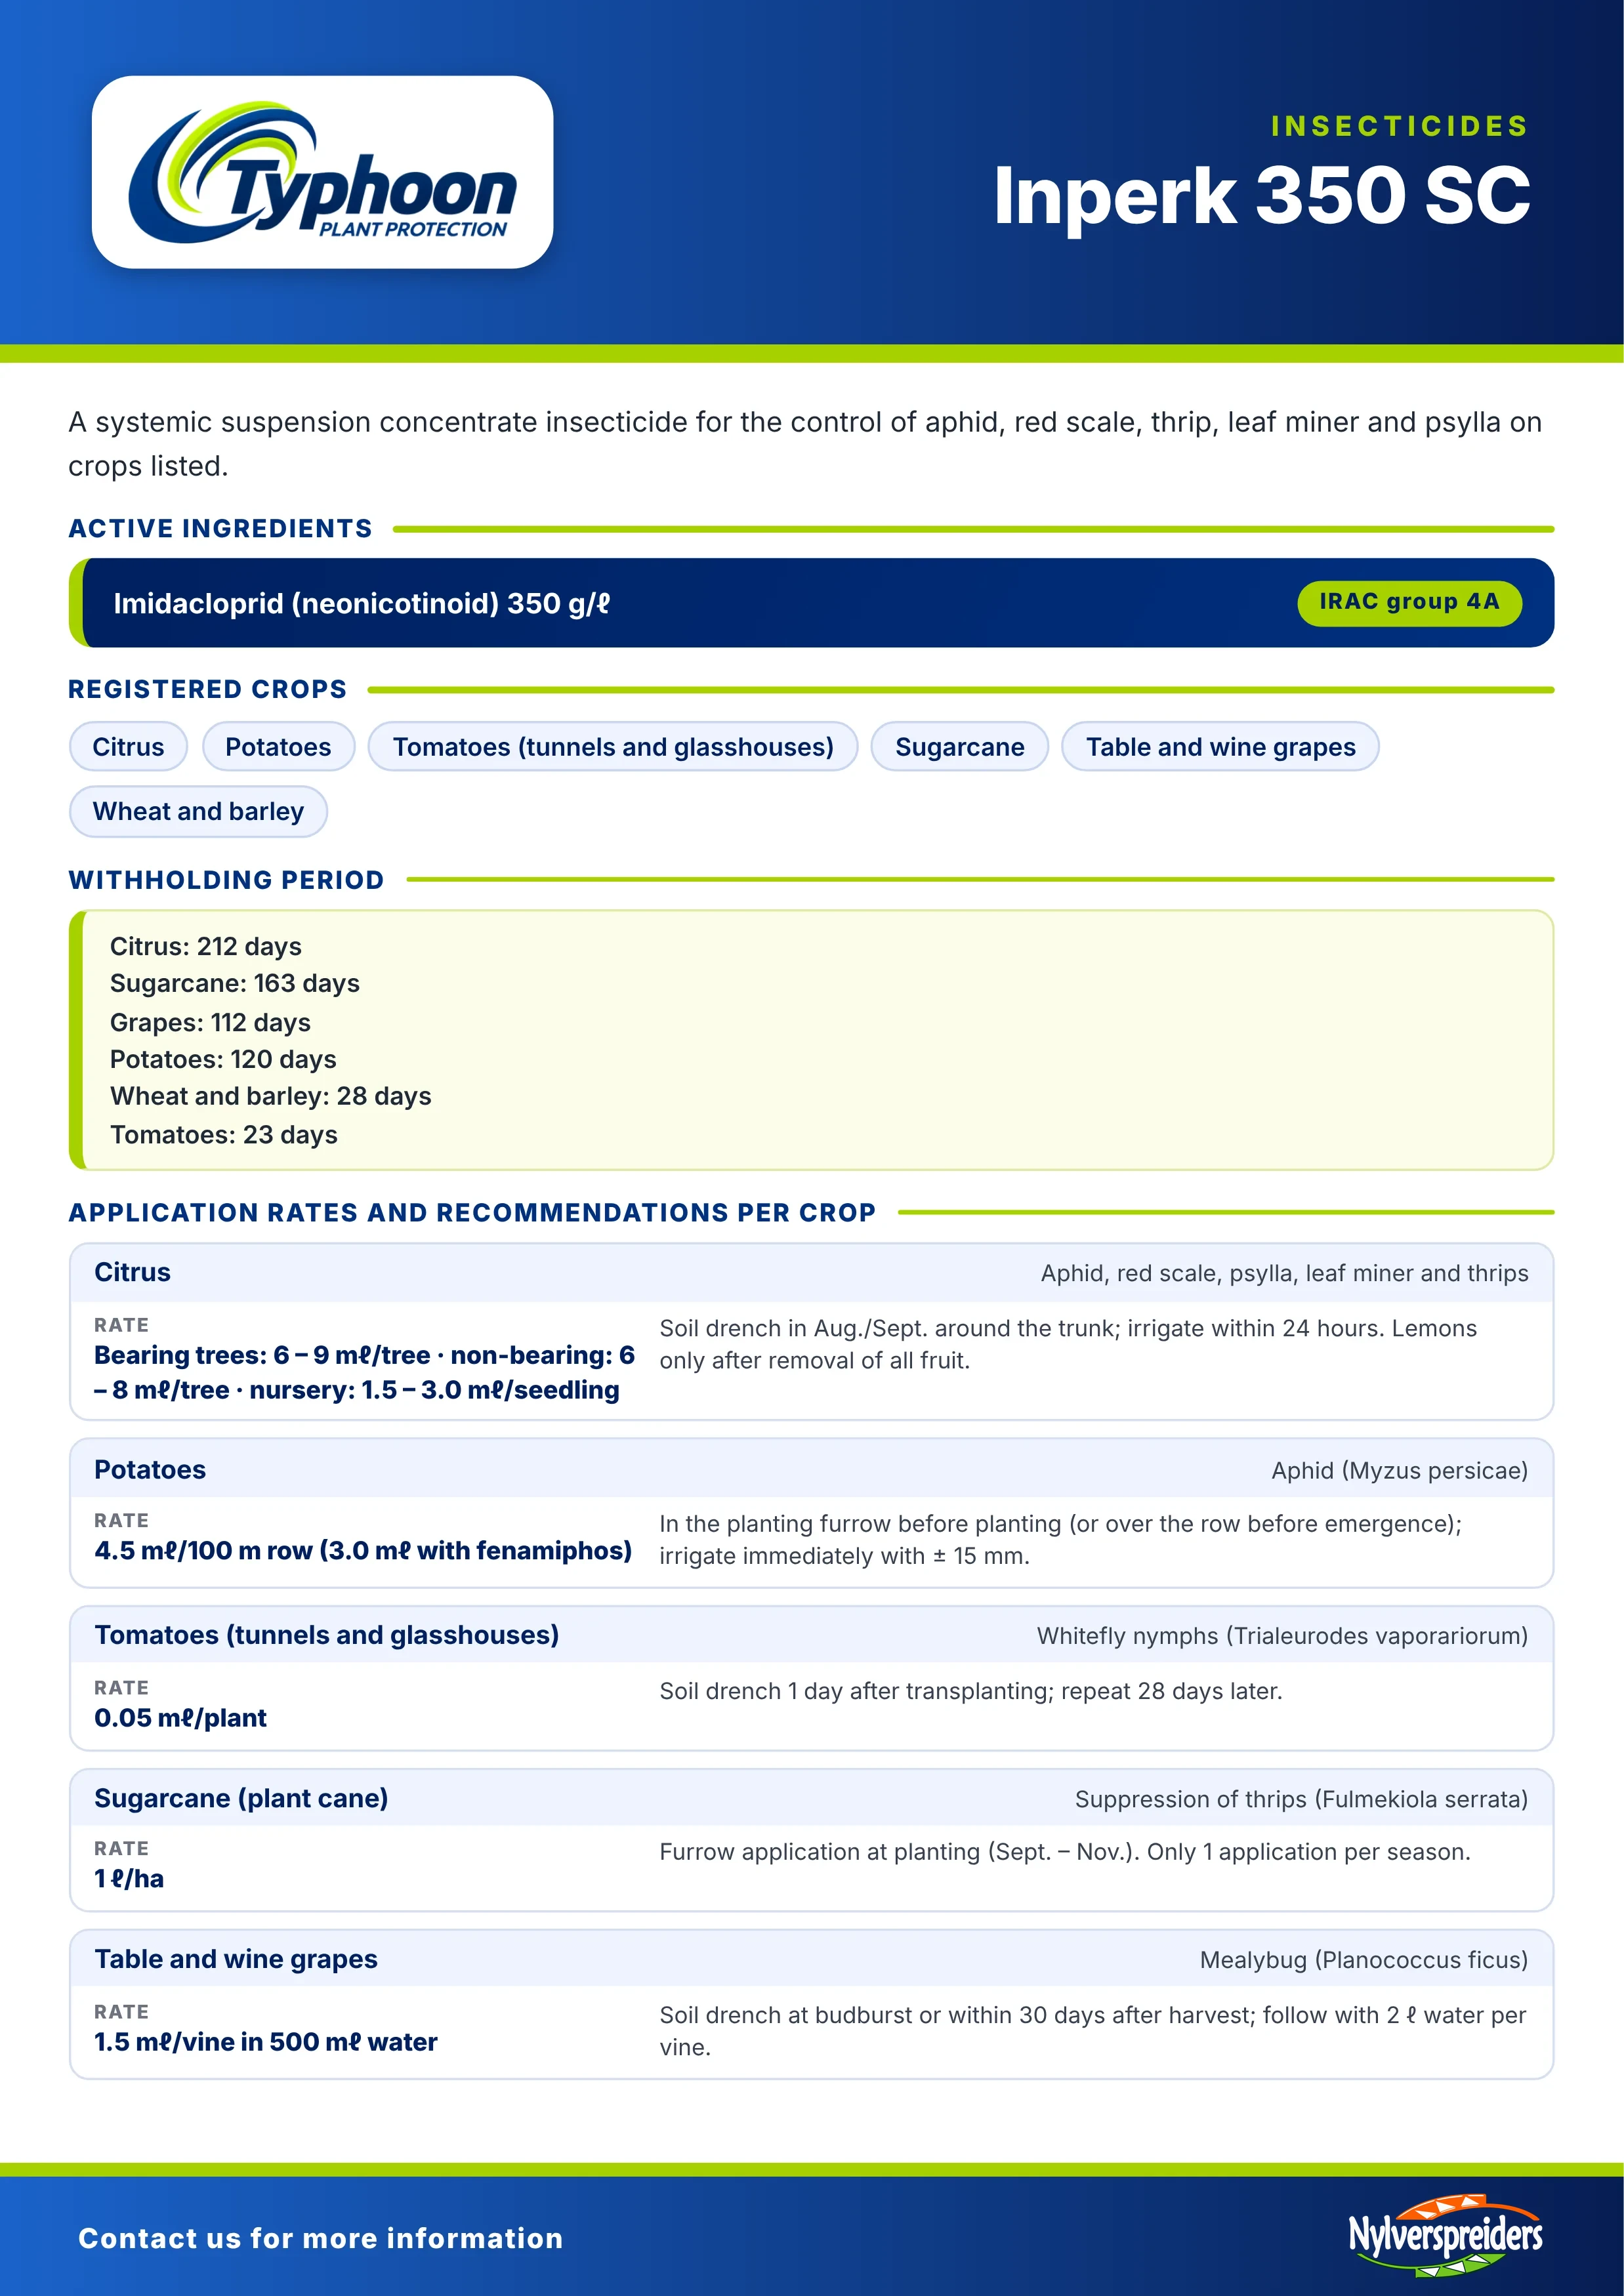 Typhoon
PLANT PROTECTION
INSECTICIDES
Inperk 350 SC
A systemic suspension concentrate insecticide for the control of aphid, red scale, thrip, leaf miner and psylla on
crops listed.
ACTIVE INGREDIENTS
Imidacloprid (neonicotinoid) 350 g/ℓ
IRAC group 4A
REGISTERED CROPS
Citrus
Potatoes
Tomatoes (tunnels and glasshouses)
Sugarcane
Table and wine grapes
Wheat and barley
WITHHOLDING PERIOD
Citrus: 212 days
Sugarcane: 163 days
Grapes: 112 days
Potatoes: 120 days
Wheat and barley: 28 days
Tomatoes: 23 days
APPLICATION RATES AND RECOMMENDATIONS PER CROP
Citrus
Aphid, red scale, psylla, leaf miner and thrips
RATE
Bearing trees: 6 – 9 mℓ/tree · non-bearing: 6
– 8 mℓ/tree · nursery: 1.5 – 3.0 mℓ/seedling
Soil drench in Aug./Sept. around the trunk; irrigate within 24 hours. Lemons
only after removal of all fruit.
Potatoes
Aphid (Myzus persicae)
RATE
4.5 mℓ/100 m row (3.0 mℓ with fenamiphos)
In the planting furrow before planting (or over the row before emergence);
irrigate immediately with ± 15 mm.
Tomatoes (tunnels and glasshouses)
Whitefly nymphs (Trialeurodes vaporariorum)
RATE
0.05 mℓ/plant
Soil drench 1 day after transplanting; repeat 28 days later.
Sugarcane (plant cane)
Suppression of thrips (Fulmekiola serrata)
RATE
1 ℓ/ha
Furrow application at planting (Sept. – Nov.). Only 1 application per season.
Table and wine grapes
Mealybug (Planococcus ficus)
RATE
1.5 mℓ/vine in 500 mℓ water
Soil drench at budburst or within 30 days after harvest; follow with 2 ℓ water per
vine.
Contact us for more information
Nylverspreiders